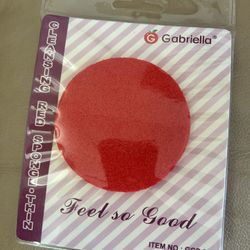 Gabriella®
CLEANSING RED SPONGE-THIN
Feel so Good
ITEM NO.